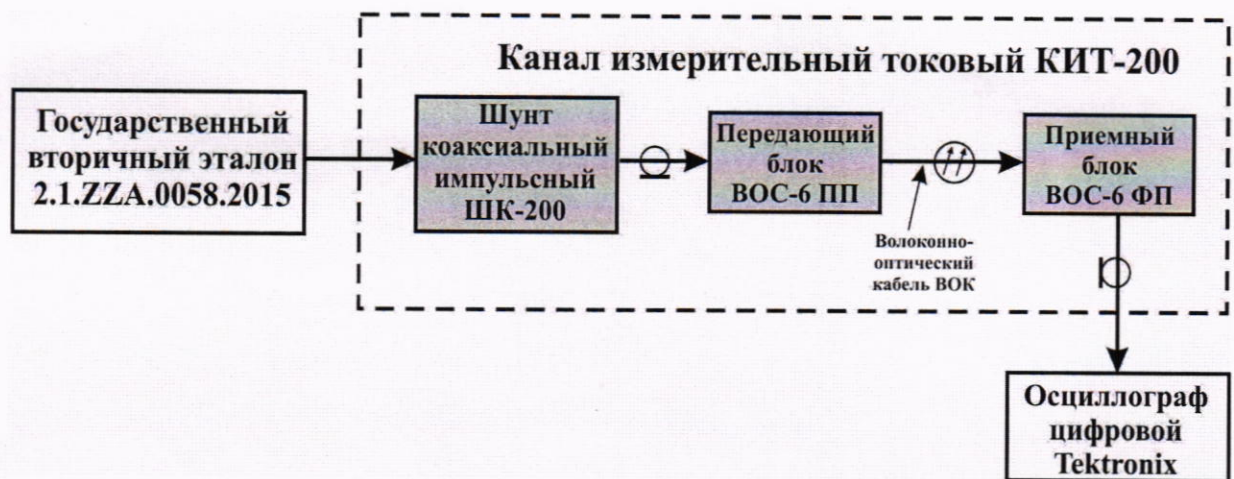 Канал измерительный токовый КИТ-200
Государственный
вторичный эталон
2.1.ZZA.0058.2015
Шунт
коаксиальный
импульсный
ШК-200
Передающий
блок
ВОС-6 ПП
Приемный
блок
ВОС-6 ФП
Волоконно-
оптический
кабель ВОК
Осциллограф
цифровой
Tektronix